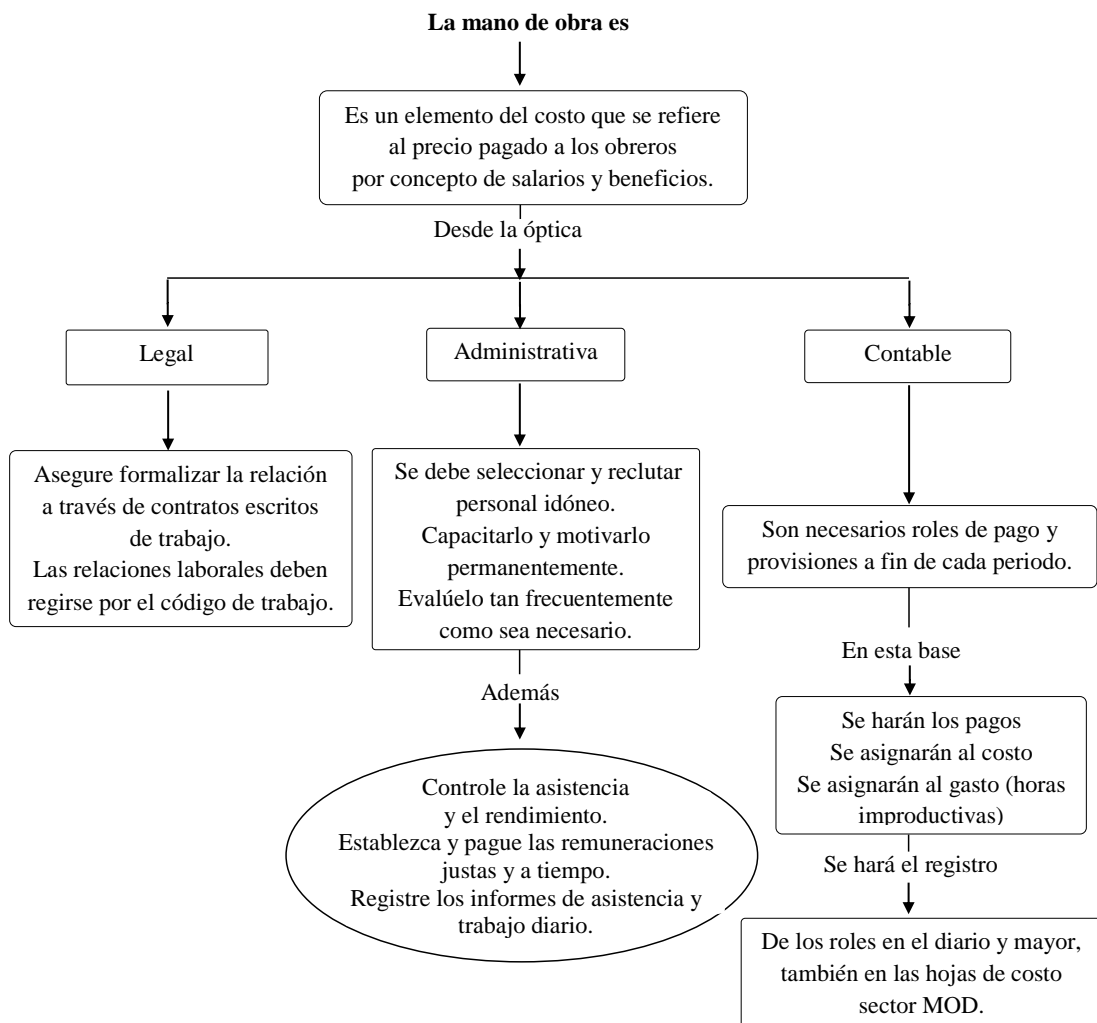 La mano de obra es
Es un elemento del costo que se refiere
al precio pagado a los obreros
por concepto de salarios y beneficios.
Desde la óptica
Legal
Administrativa
Contable
Asegure formalizar la relación
a través de contratos escritos
de trabajo.
Las relaciones laborales deben
regirse por el código de trabajo.
Se debe seleccionar y reclutar
personal idóneo.
Capacitarlo y motivarlo
permanentemente.
Evalúelo tan frecuentemente
como sea necesario.
Son necesarios roles de pago y
provisiones a fin de cada periodo.
Además
En esta base
Controle la asistencia
y el rendimiento.
Establezca y pague las remuneraciones
justas y a tiempo.
Registre los informes de asistencia y
trabajo diario.
Se harán los pagos
Se asignarán al costo
Se asignarán al gasto (horas
improductivas)
Se hará el registro
De los roles en el diario y mayor,
también en las hojas de costo
sector MOD.